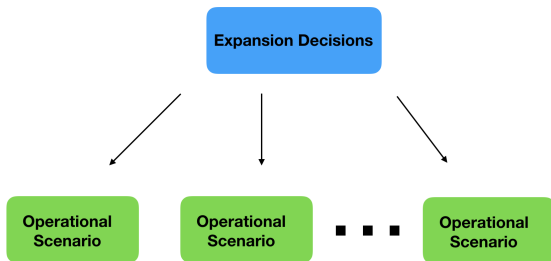 Expansion Decisions
Operational
Scenario
Operational
Scenario
Operational
Scenario